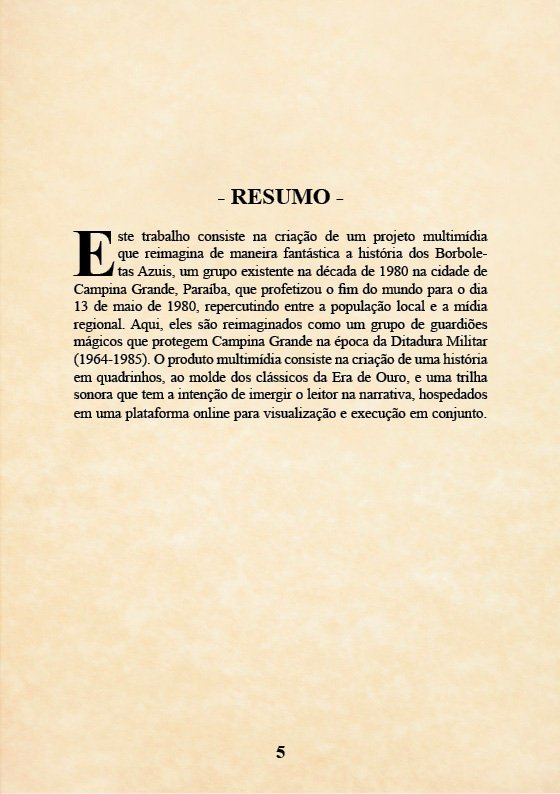 - RESUMO -
Este trabalho consiste na criação de um projeto multimídia
que reimagina de maneira fantástica a história dos Borbole-
tas Azuis, um grupo existente na década de 1980 na cidade de
Campina Grande, Paraíba, que profetizou o fim do mundo para o dia
13 de maio de 1980, repercutindo entre a população local e a mídia
regional. Aqui, eles são reimaginados como um grupo de guardiões
mágicos que protegem Campina Grande na época da Ditadura Militar
(1964-1985). O produto multimídia consiste na criação de uma história
em quadrinhos, ao molde dos clássicos da Era de Ouro, e uma trilha
sonora que tem a intenção de imergir o leitor na narrativa, hospedados
em uma plataforma online para visualização e execução em conjunto.
5